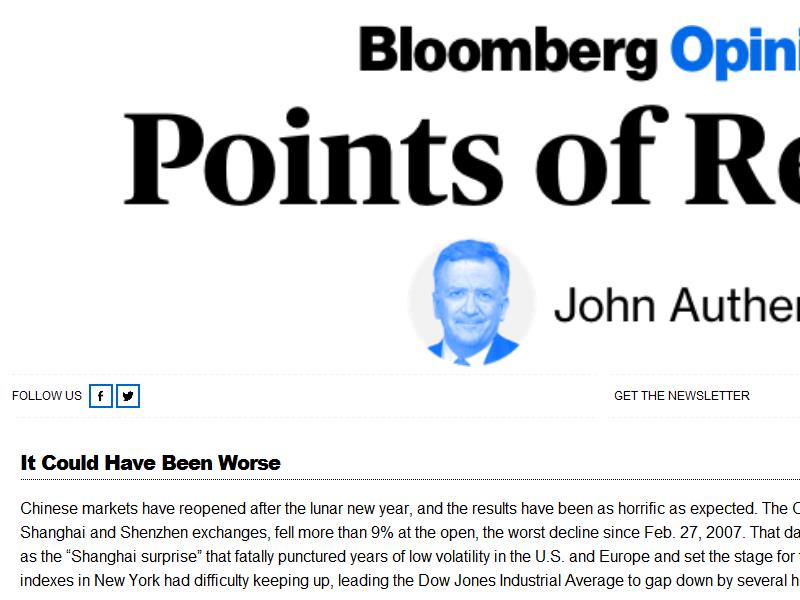 Bloomberg Opini
Points of Re
John Auther
FOLLOW US
GET THE NEWSLETTER
It Could Have Been Worse
Chinese markets have reopened after the lunar new year, and the results have been as horrific as expected. The C
Shanghai and Shenzhen exchanges, fell more than 9% at the open, the worst decline since Feb. 27, 2007. That da
as the “Shanghai surprise” that fatally punctured years of low volatility in the U.S. and Europe and set the stage for
indexes in New York had difficulty keeping up, leading the Dow Jones Industrial Average to gap down by several h